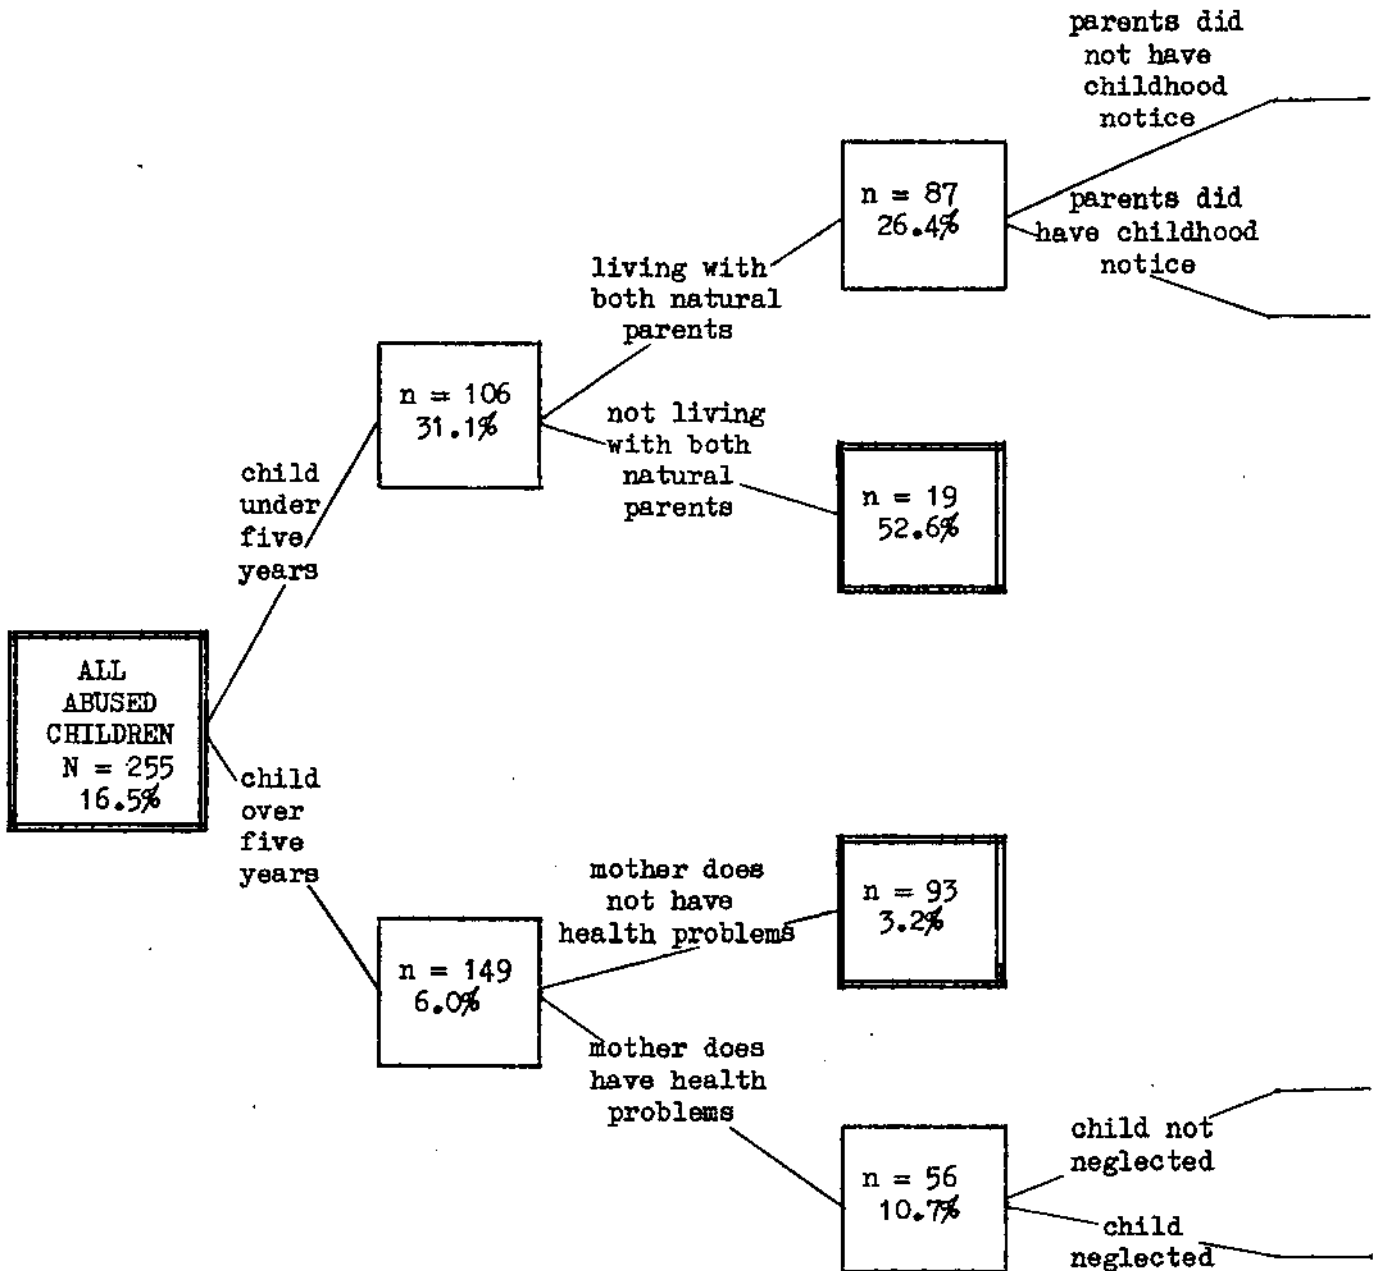 parents did
not have
childhood
notice
n = 87
26.4%
parents did
have childhood
notice
living with
both natural
parents
n = 106
31.1%
not living
with both
natural
parents
n = 19
52.6%
child
under
five
years
ALL
ABUSED
CHILDREN
N = 255
16.5%
child
over
five
years
mother does
not have
health problems
n = 93
3.2%
n = 149
6.0%
mother does
have health
problems
n = 56
10.7%
child not
neglected
child
neglected